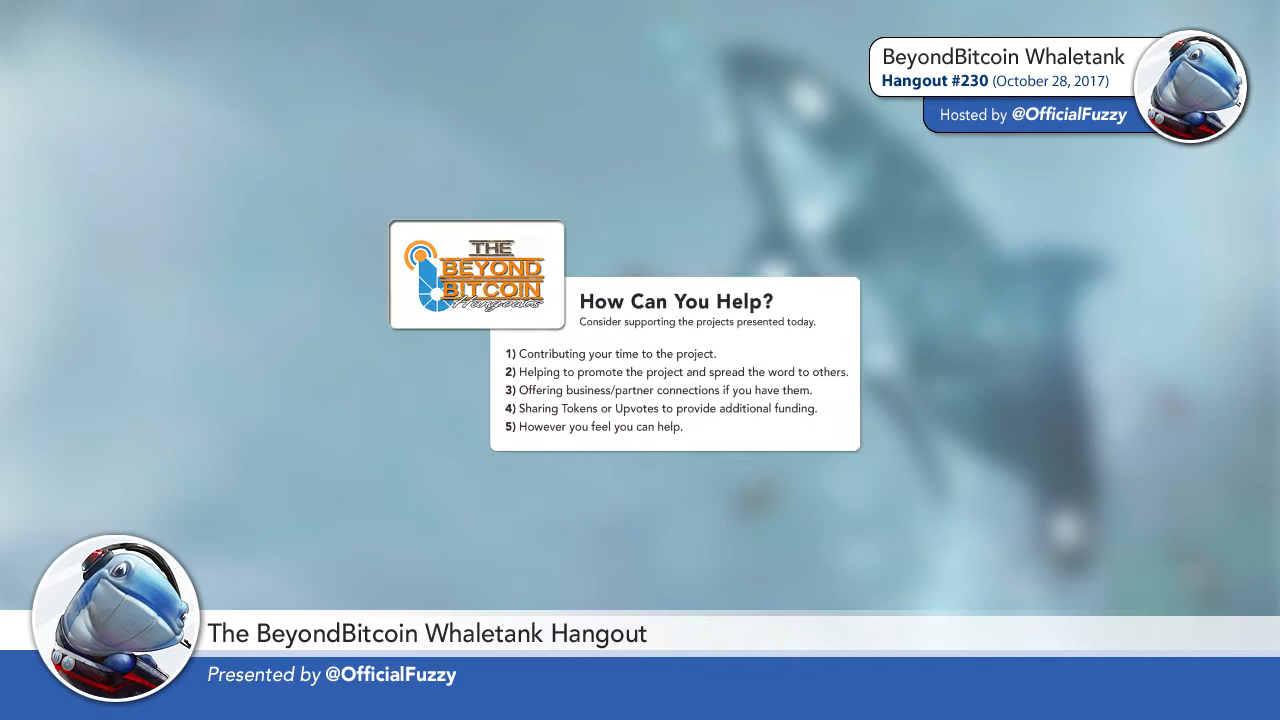 BeyondBitcoin Whaletank
Hangout #230 (October 28, 2017)
Hosted by @OfficialFuzzy
THE
BEYOND
BITCOIN
Hangouts
How Can You Help?
Consider supporting the projects presented today.
1) Contributing your time to the project.
2) Helping to promote the project and spread the word to others.
3) Offering business/partner connections if you have them.
4) Sharing Tokens or Upvotes to provide additional funding.
5) However you feel you can help.
The BeyondBitcoin Whaletank Hangout
Presented by @OfficialFuzzy